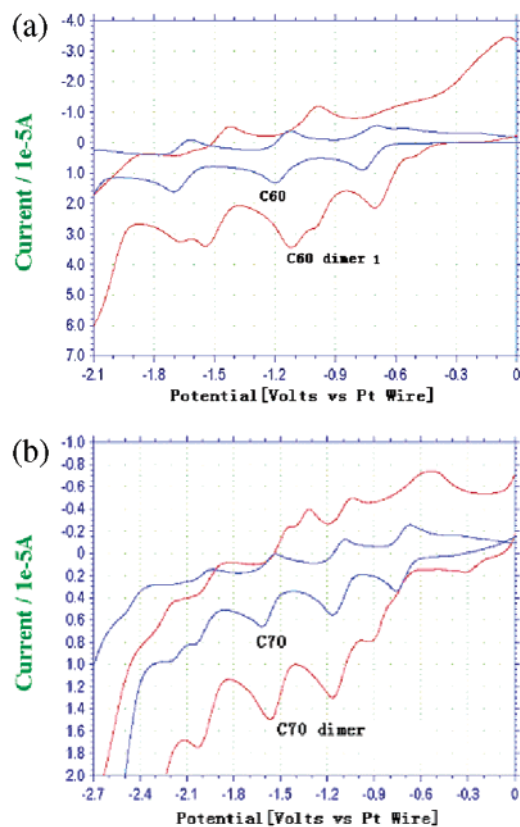 (a)
-4.0
-3.0
-2.0
-1.0
0
1.0
2.0
3.0
4.0
5.0
6.0
7.0
Current / 1e-5A
C60
C60 dimer 1
-2.1 -1.8 -1.5 -1.2 -0.9 -0.6 -0.3 0
Potential[Volts vs Pt Wire]
(b)
-1.0
-0.8
-0.6
-0.4
-0.2
0
0.2
0.4
0.6
0.8
1.0
1.2
1.4
1.6
1.8
2.0
Current / 1e-5A
C70
C70 dimer
-2.7 -2.4 -2.1 -1.8 -1.5 -1.2 -0.9 -0.6 -0.3 0
Potential[Volts vs Pt Wire]